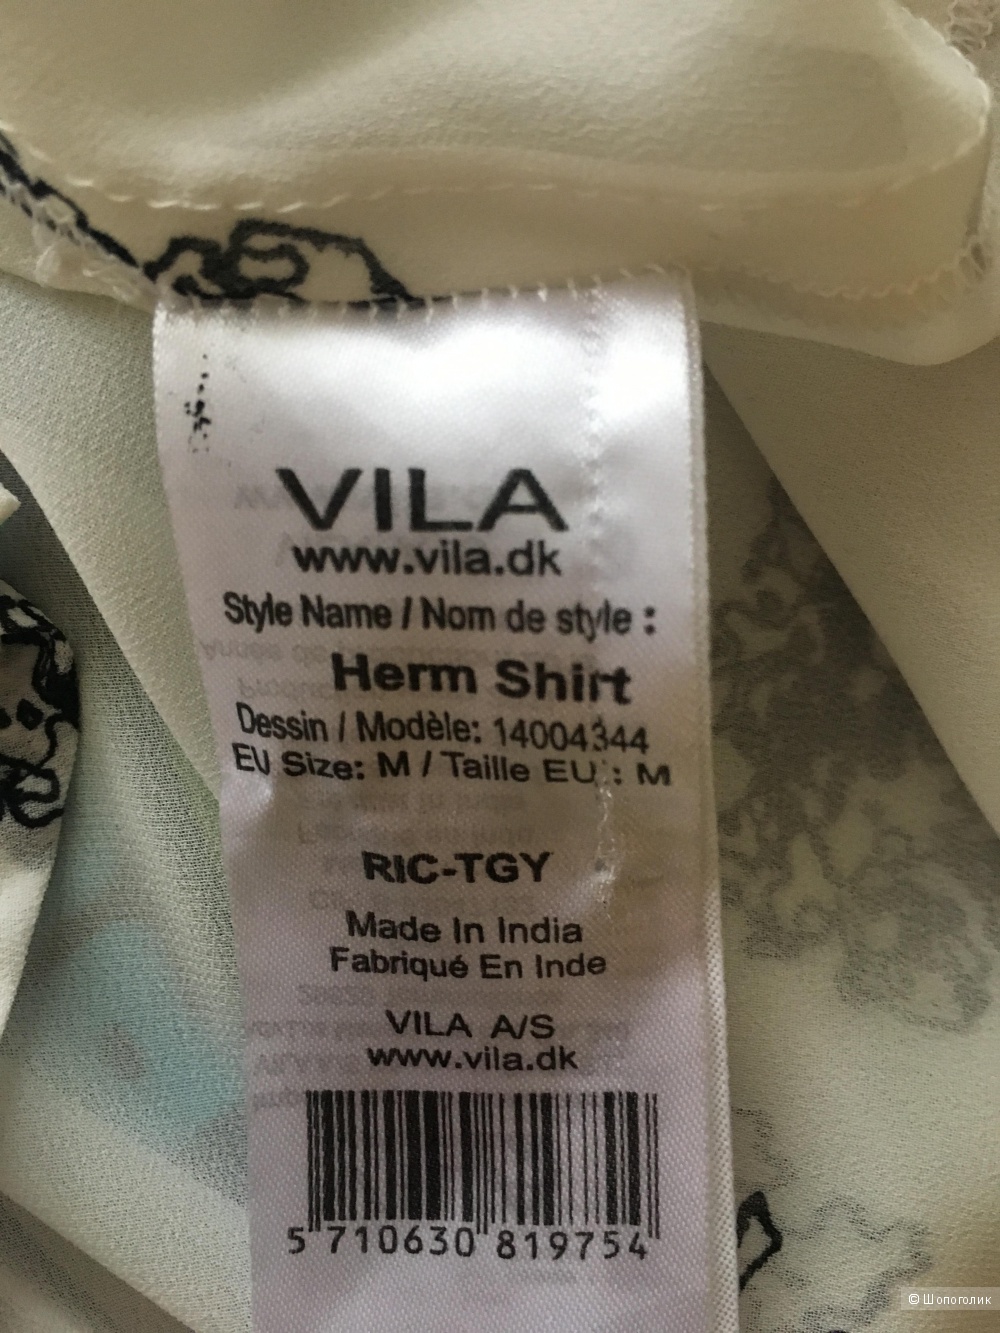 VILA
www.vila.dk
Style Name / Nom de style :
Herm Shirt
Dessin / Modèle: 14004344
EU Size: M / Taille EU : M
RIC-TGY
Made In India
Fabriqué En Inde
VILA A/S
www.vila.dk
5 710630 819754
© Шопоголик